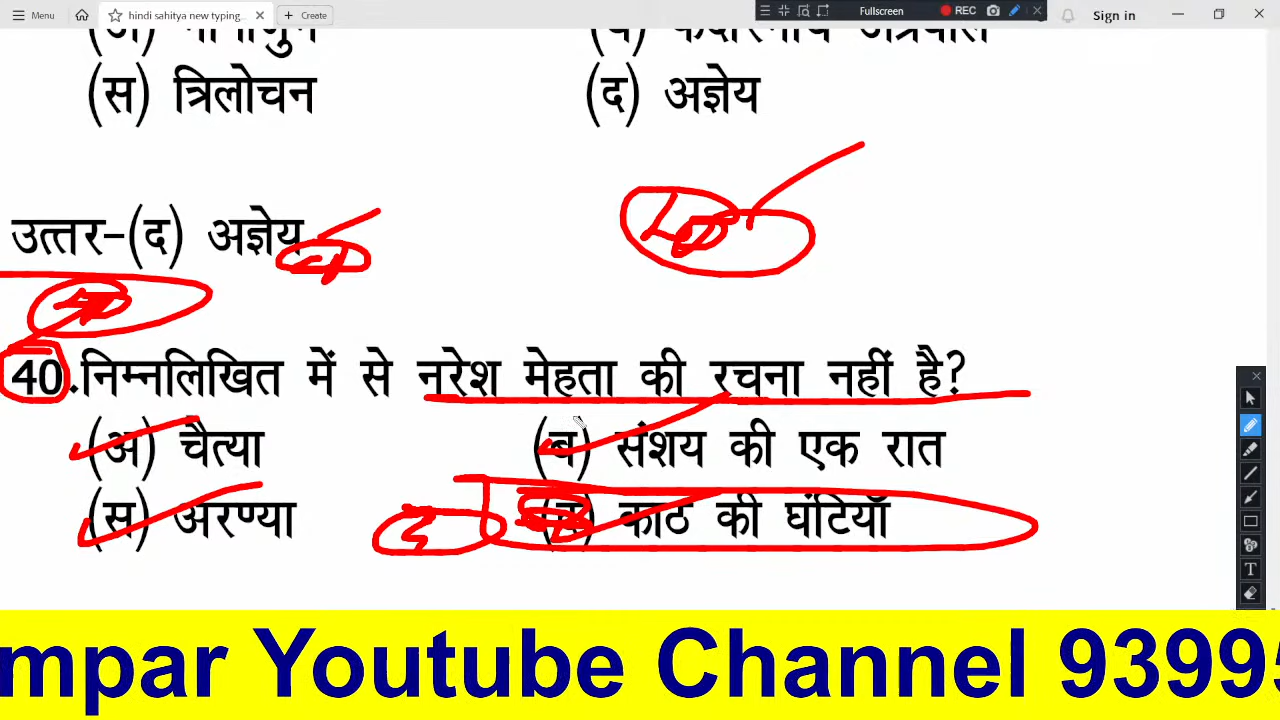 Menu hindi sahitya new typing... × + Create Fullscreen REC Sign in
(स) त्रिलोचन (द) अज्ञेय
उत्तर-(द) अज्ञेय
40.निम्नलिखित में से नरेश मेहता की रचना नहीं है?
(अ) चैत्या (ब) संशय की एक रात
(स) अरण्या काठ की घंटियाँ
mpar Youtube Channel 9399